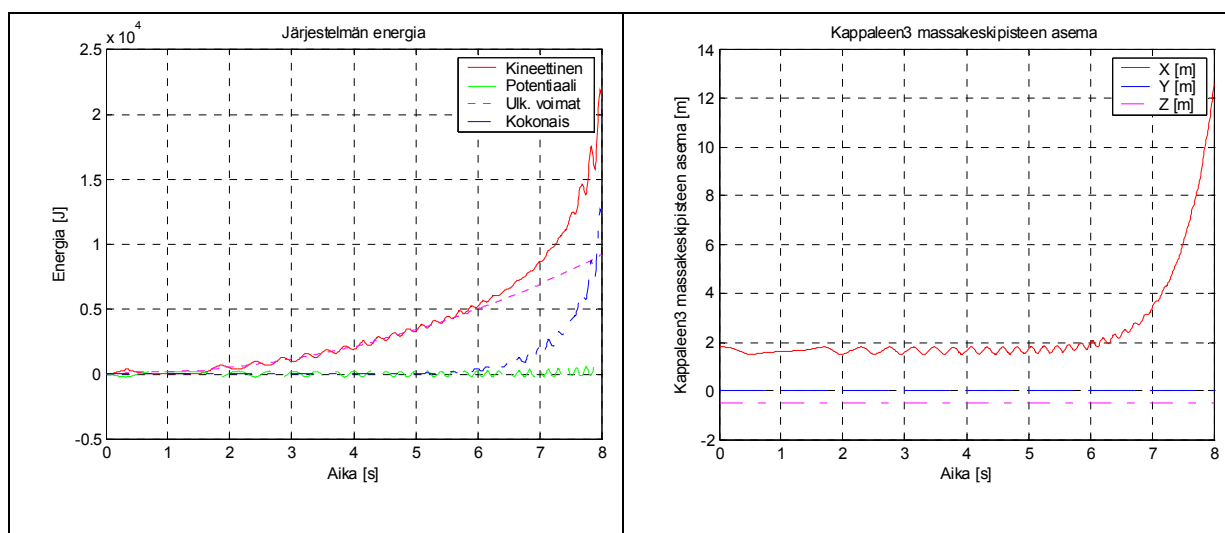 x 10^4
Järjestelmän energia
2.5
2
1.5
1
0.5
0
-0.5
0 1 2 3 4 5 6 7 8
Energia [J]
Aika [s]
Kineettinen
Potentiaali
Ulk. voimat
Kokonais
Kappaleen3 massakeskipisteen asema
14
12
10
8
6
4
2
0
-2
0 1 2 3 4 5 6 7 8
Kappaleen3 massakeskipisteen asema [m]
Aika [s]
X [m]
Y [m]
Z [m]